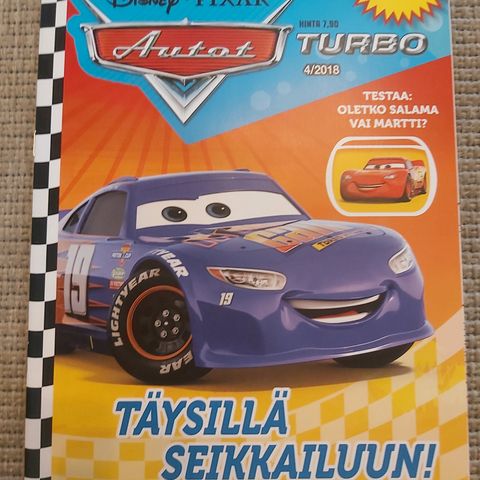 DISNEY · PIXAR
Autot
HINTA 7,90
TURBO
4/2018
TESTAA:
OLETKO SALAMA
VAI MARTTI?
19
19
LIGHTYEAR
LIGHTYEAR
TÄYSILLÄ
SEIKKAILUUN!